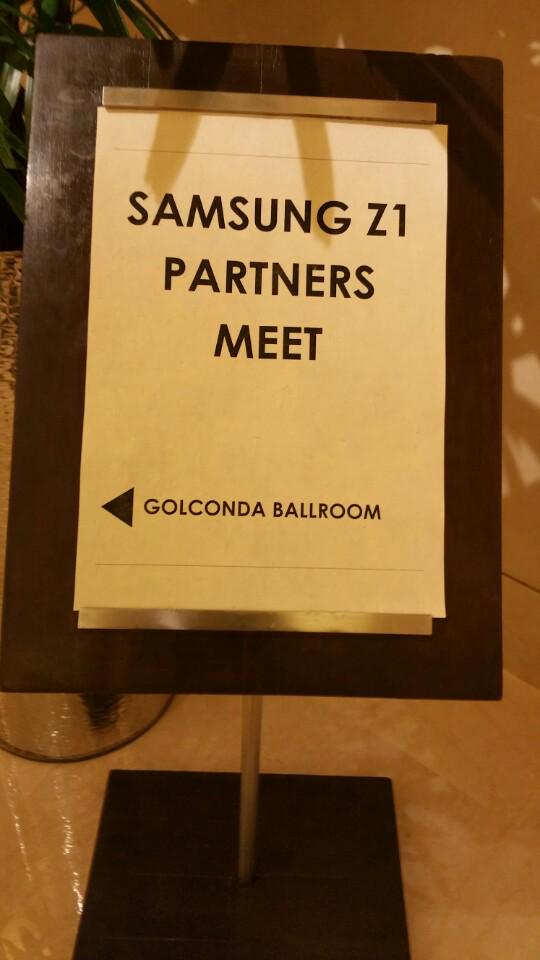 SAMSUNG Z1
PARTNERS
MEET
GOLCONDA BALLROOM